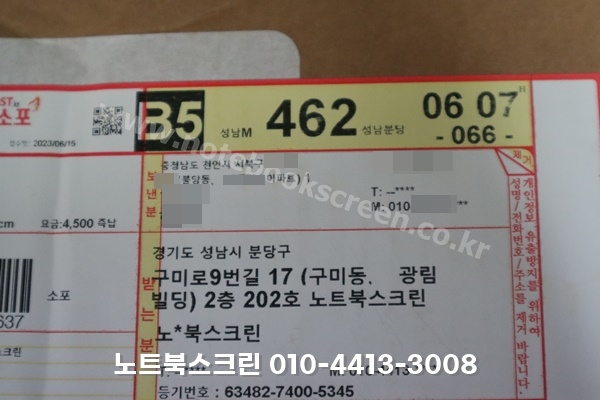 소포
접수일: 2023/06/15
B5 성남M 462 성남분당 06 07
- 066 -
제거
충청남도 천안시 서북구
불당동, 아파트)
보낸분
T: --****
M: 010-
cm
요금:4,500 즉납
www.notebookscreen.co.kr
개인정보 유출방지를 위하여
성명/전화번호/주소를 제거 바랍니다.
경기도 성남시 분당구
구미로9번길 17 (구미동, 광림
빌딩) 2층 202호 노트북스크린
노*북스크린
받는분
소포
637
스크린
노트북스크린 010-4413-3008
등기번호 : 63482-7400-5345